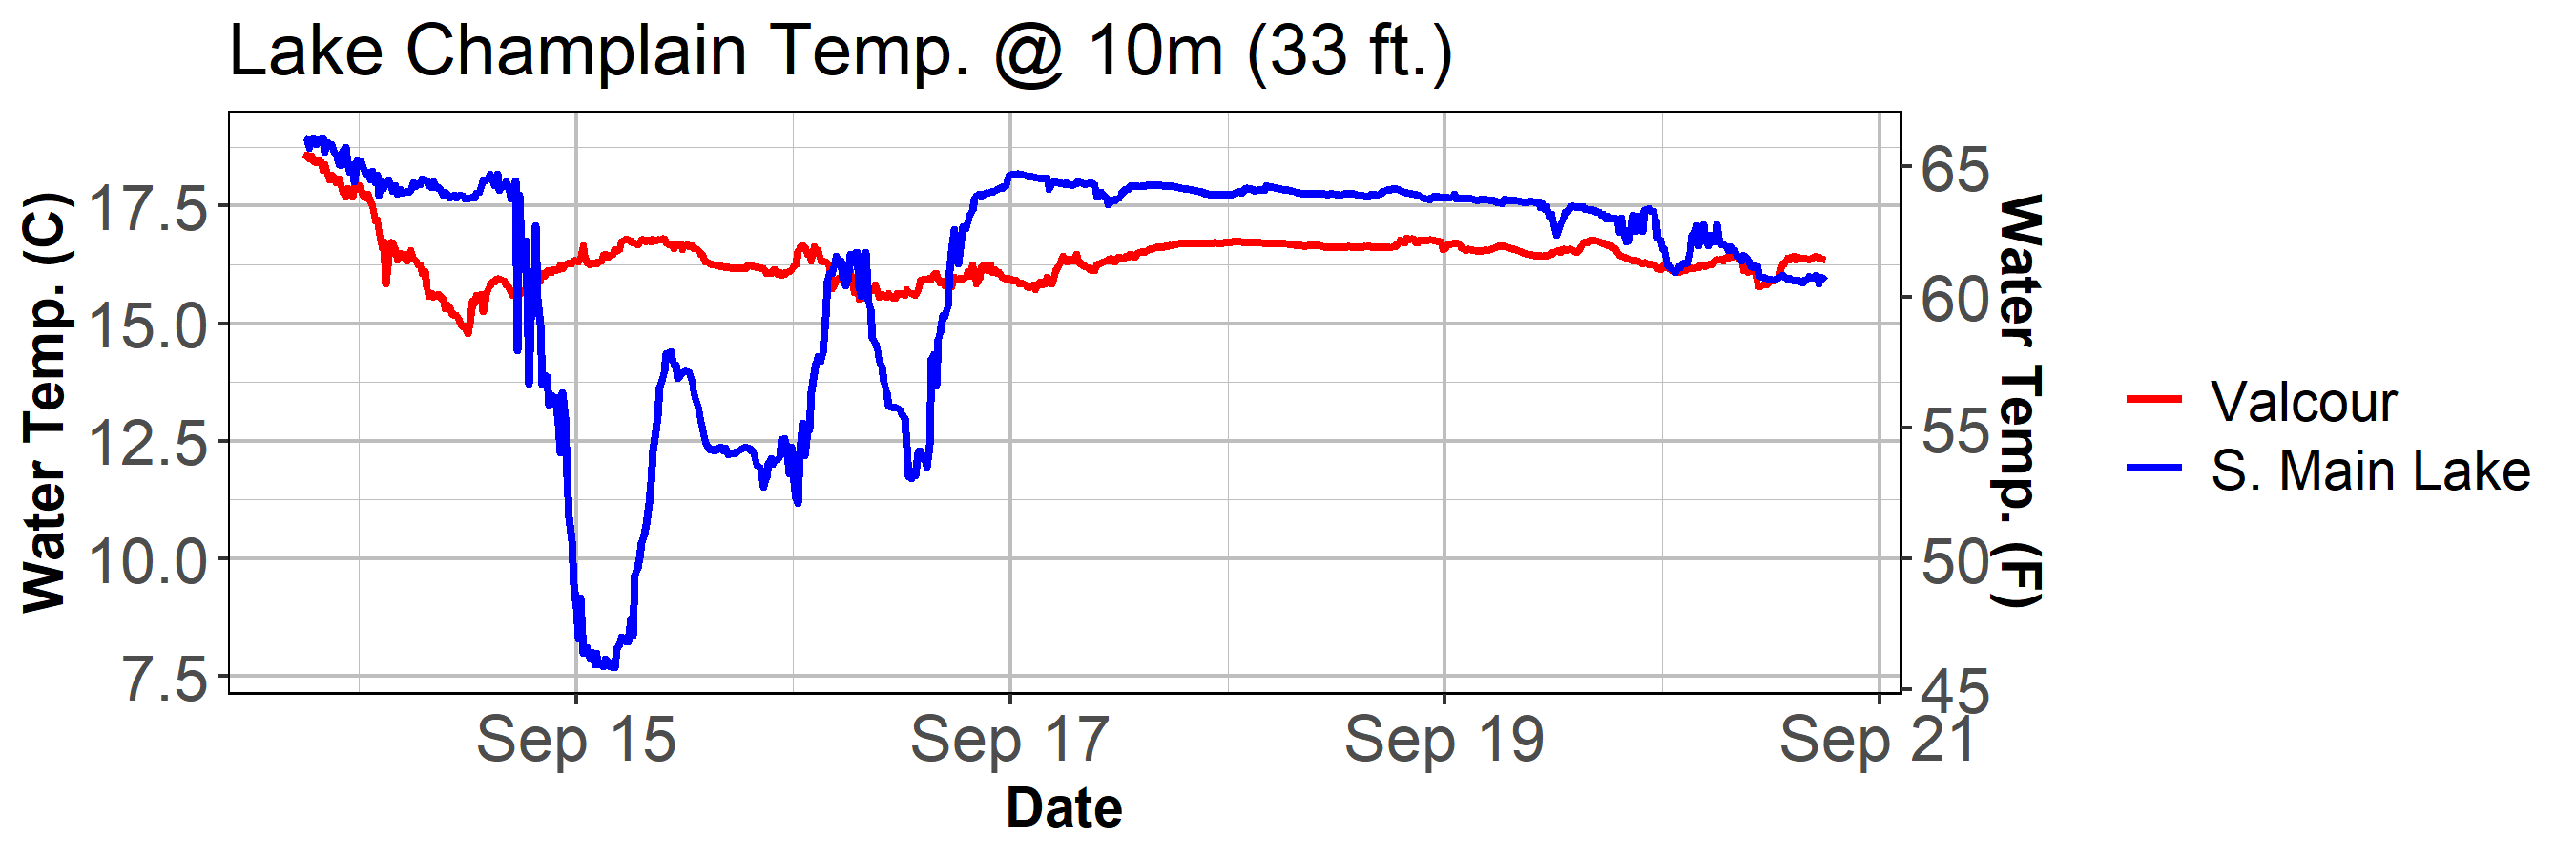 Lake Champlain Temp. @ 10m (33 ft.)
Water Temp. (C)
17.5
15.0
12.5
10.0
7.5
65
60
55
50
45
Water Temp. (F)
Sep 15
Sep 17
Sep 19
Sep 21
Date
Valcour
S. Main Lake